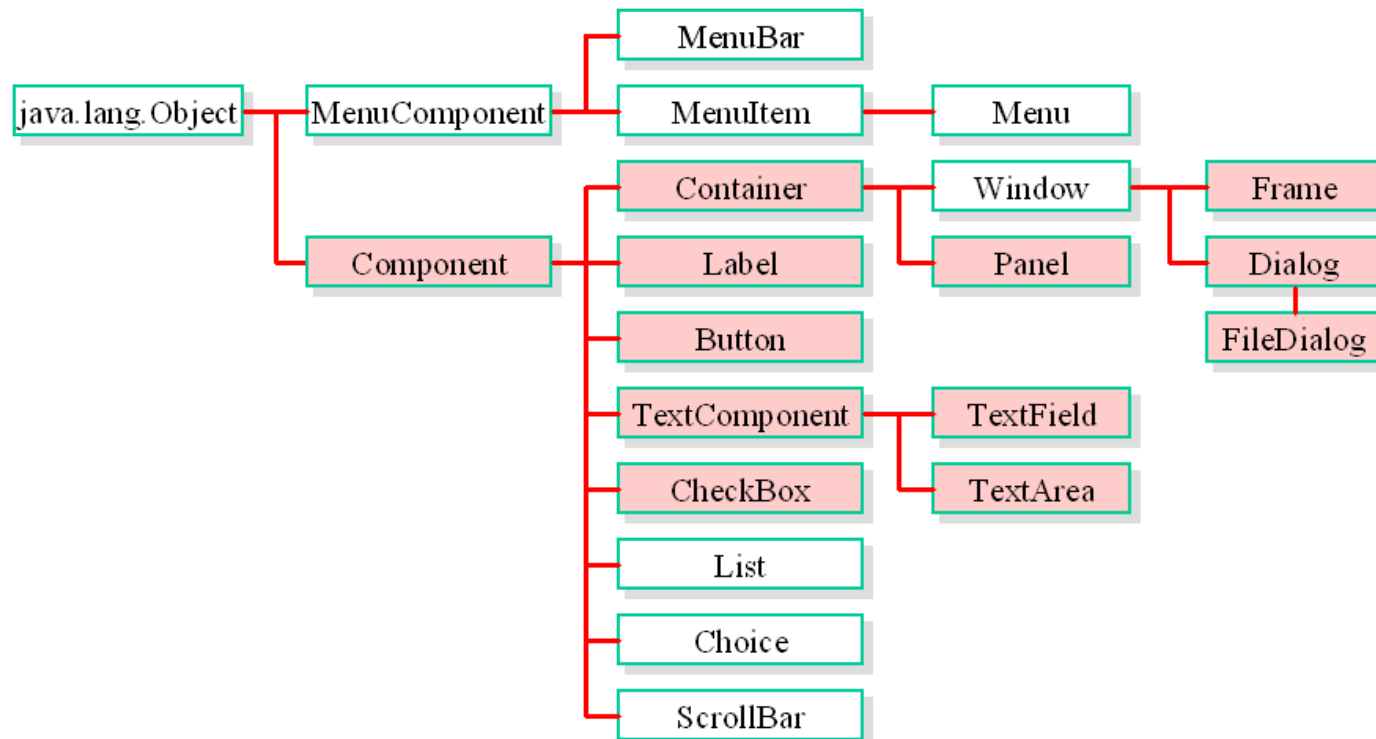 MenuBar
java.lang.Object
MenuComponent
MenuItem
Menu
Container
Window
Frame
Component
Label
Panel
Dialog
Button
FileDialog
TextComponent
TextField
CheckBox
TextArea
List
Choice
ScrollBar